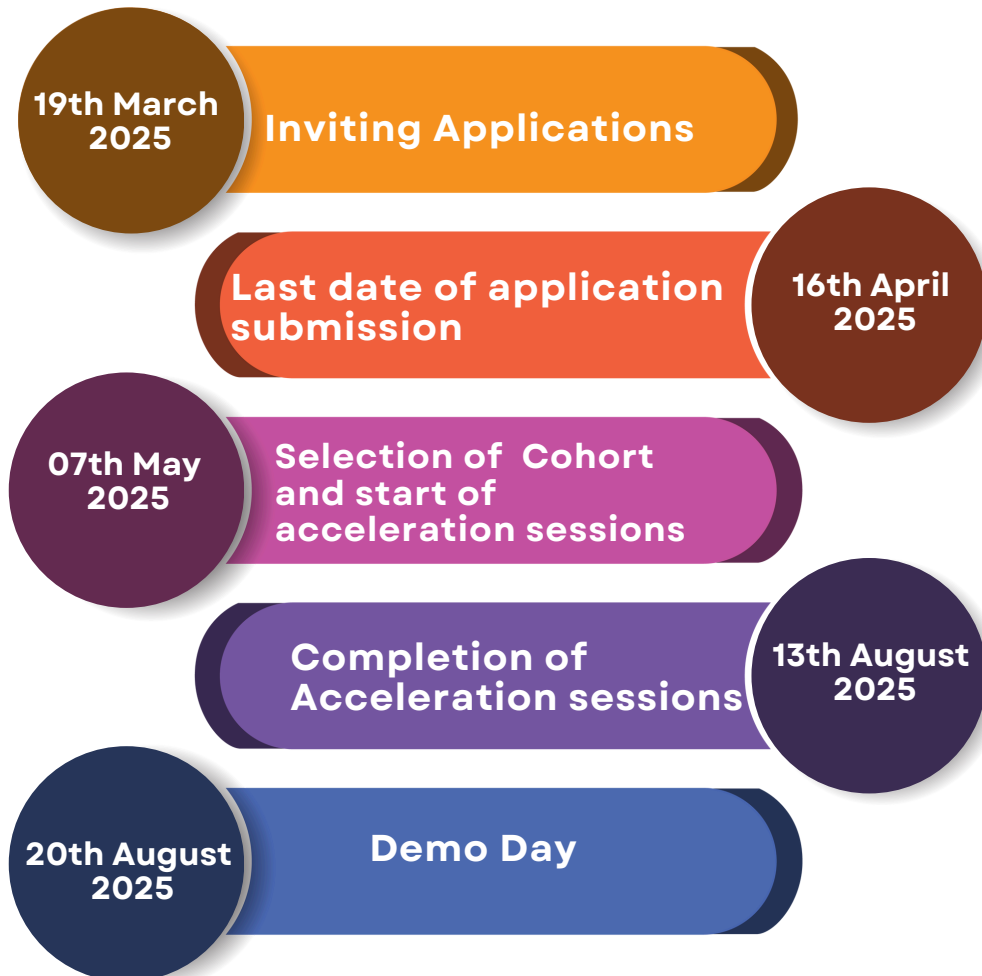 19th March
2025
Inviting Applications
Last date of application
submission
16th April
2025
07th May
2025
Selection of Cohort
and start of
acceleration sessions
Completion of
Acceleration sessions
13th August
2025
20th August
2025
Demo Day